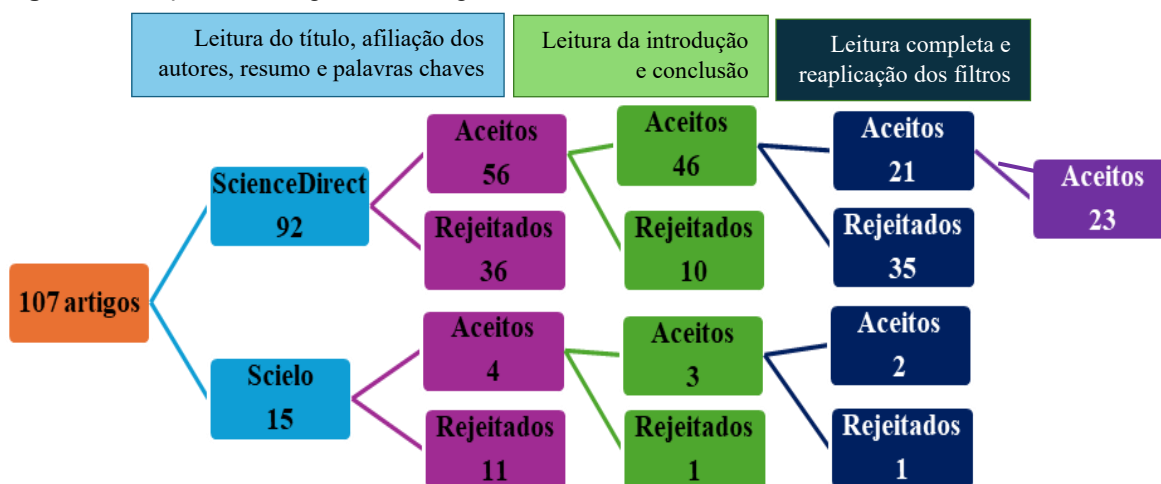 Leitura do título, afiliação dos
autores, resumo e palavras chaves
Leitura da introdução
e conclusão
Leitura completa e
reaplicação dos filtros
107 artigos
ScienceDirect
92
Aceitos
56
Rejeitados
36
Aceitos
46
Rejeitados
10
Aceitos
21
Rejeitados
35
Aceitos
23
Scielo
15
Aceitos
4
Rejeitados
11
Aceitos
3
Rejeitados
1
Aceitos
2
Rejeitados
1